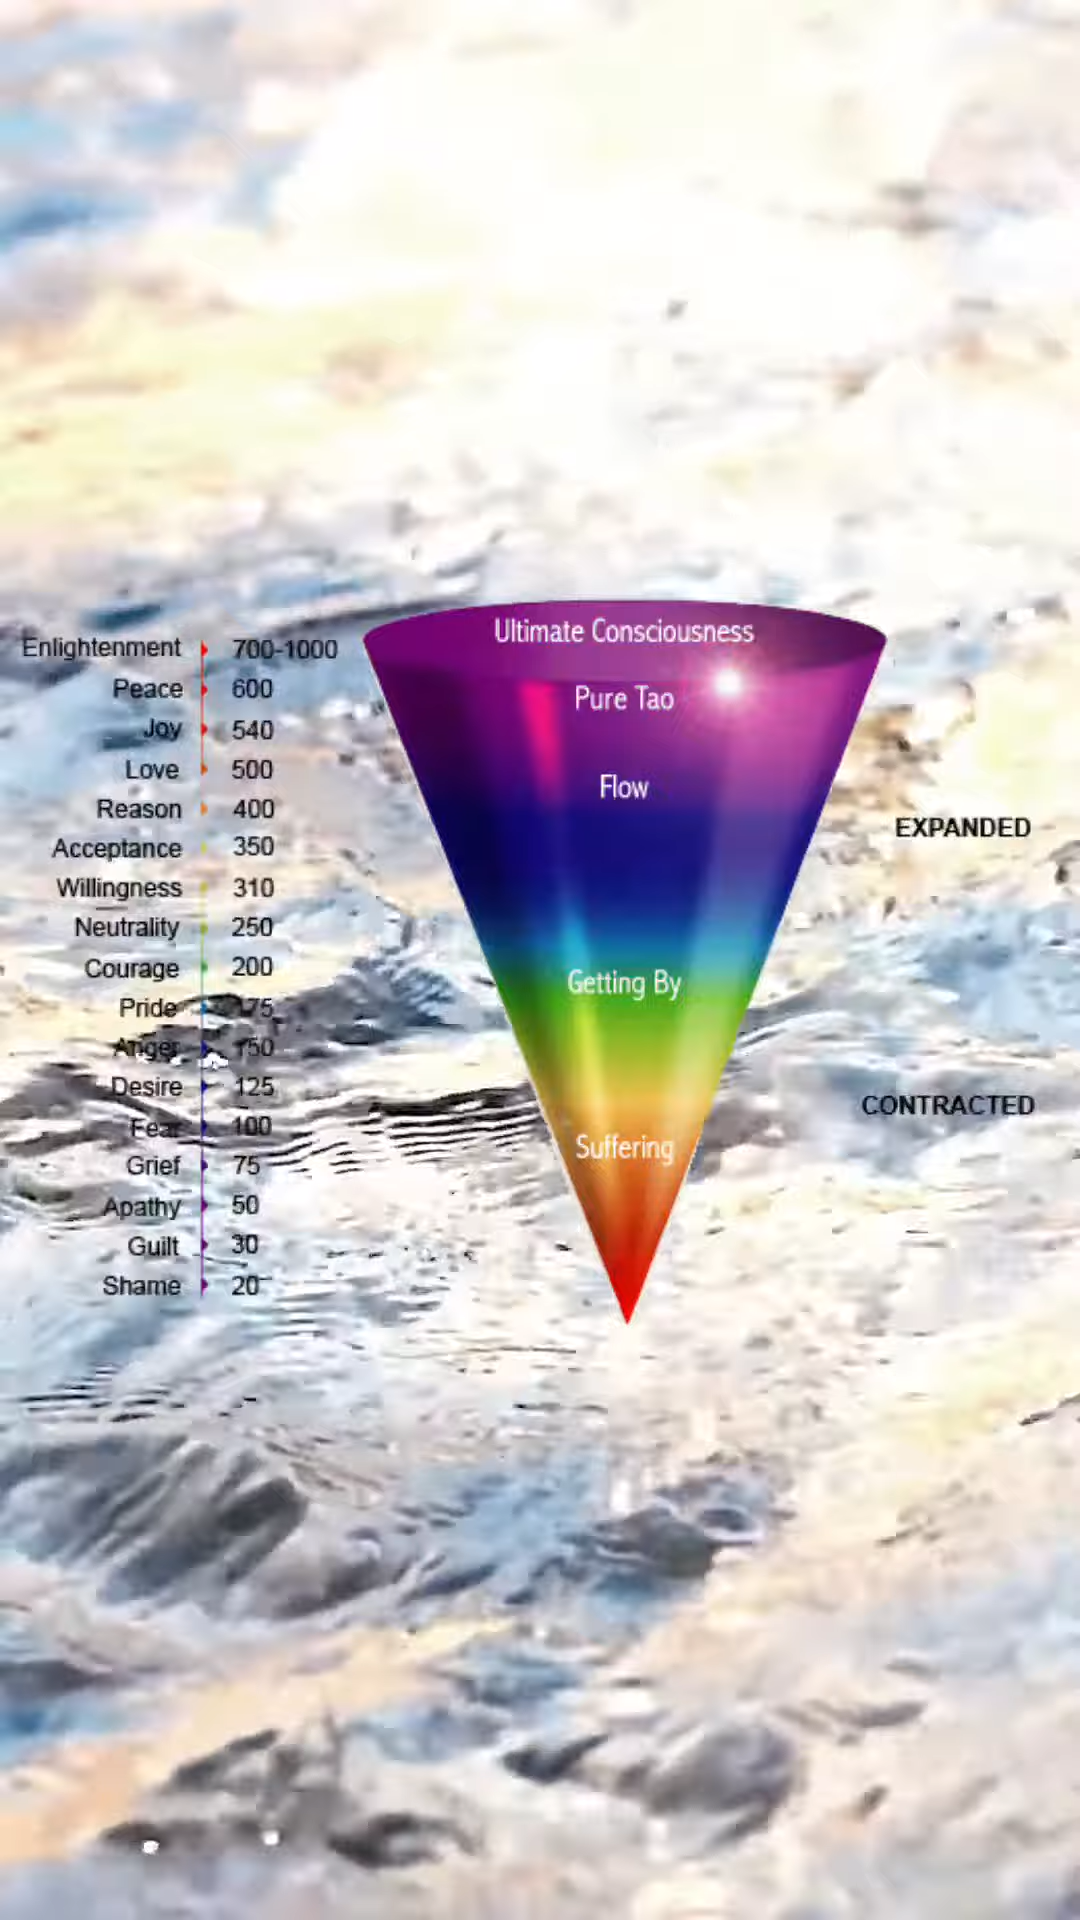 Ultimate Consciousness
Enlightenment 700-1000
Peace 600
Pure Tao
Joy 540
Love 500
Flow
Reason 400
EXPANDED
Acceptance 350
Willingness 310
Neutrality 250
Courage 200
Getting By
Pride 175
Anger 150
Desire 125
CONTRACTED
Fear 100
Suffering
Grief 75
Apathy 50
Guilt 30
Shame 20